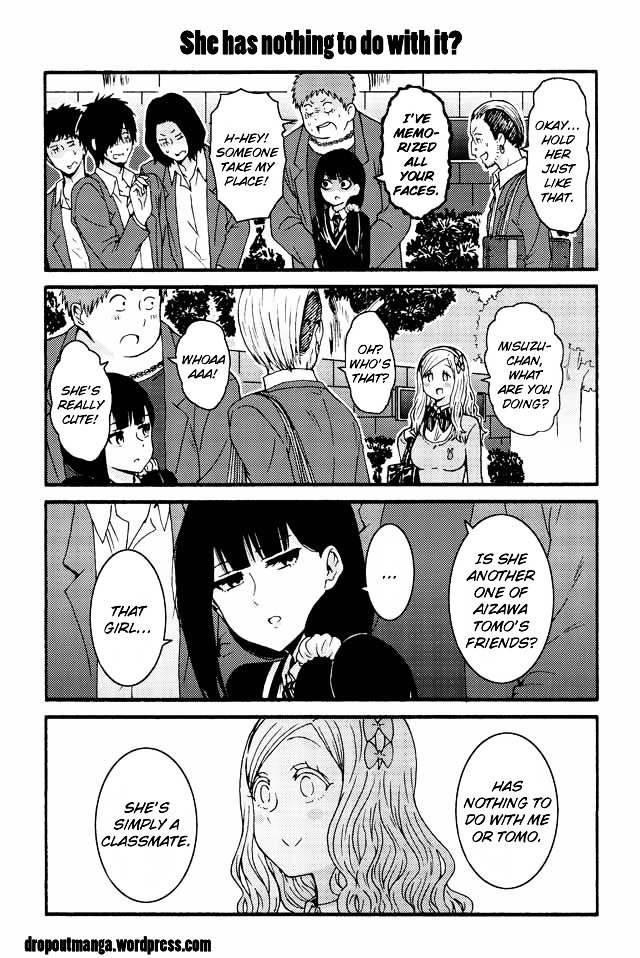 She has nothing to do with it?
OKAY...
HOLD
HER
JUST
LIKE
THAT.
I'VE
MEMO-
RIZED
ALL
YOUR
FACES.
H-HEY!
SOMEONE
TAKE MY
PLACE!
MISUZU-
CHAN,
WHAT
ARE YOU
DOING?
OH?
WHO'S
THAT?
WHOAA
AAA!
SHE'S
REALLY
CUTE!
IS SHE
ANOTHER
ONE OF
AIZAWA
TOMO'S
FRIENDS?
...
THAT
GIRL...
HAS
NOTHING TO
DO WITH ME
OR TOMO.
SHE'S
SIMPLY A
CLASSMATE.
dropoutmanga.wordpress.com